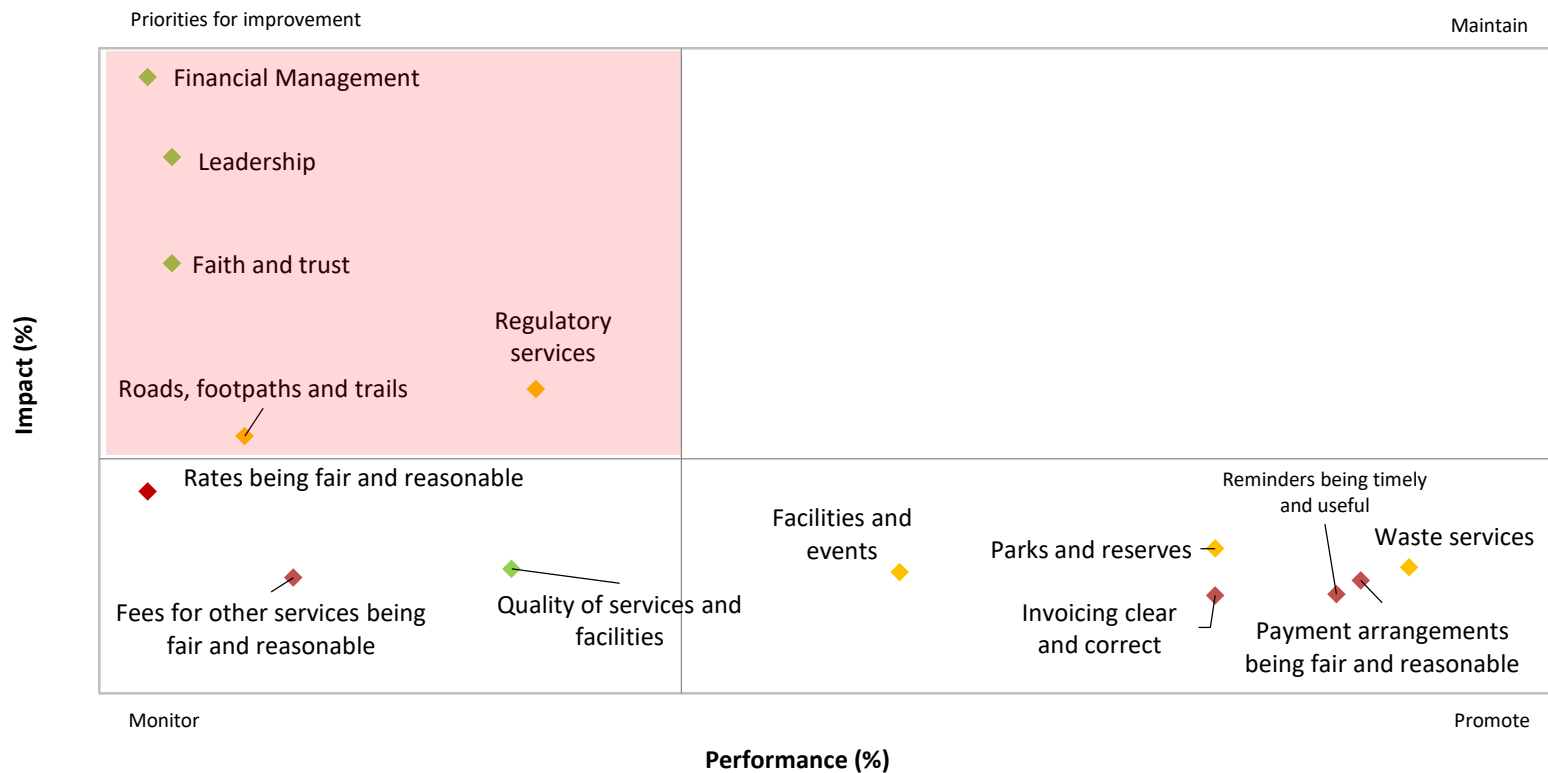 Priorities for improvement
Maintain
Financial Management
Leadership
Faith and trust
Regulatory
services
Roads, footpaths and trails
Impact (%)
Rates being fair and reasonable
Reminders being timely
and useful
Facilities and
events
Waste services
Parks and reserves
Fees for other services being
fair and reasonable
Quality of services and
facilities
Invoicing clear
and correct
Payment arrangements
being fair and reasonable
Monitor
Promote
Performance (%)